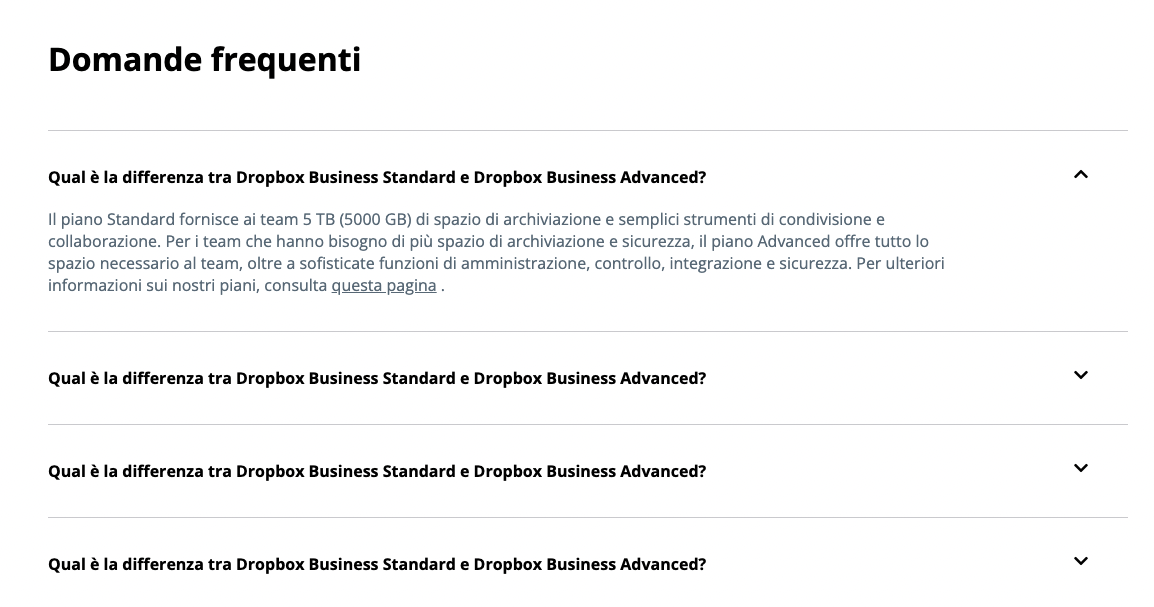 Domande frequenti
Qual è la differenza tra Dropbox Business Standard e Dropbox Business Advanced?
Il piano Standard fornisce ai team 5 TB (5000 GB) di spazio di archiviazione e semplici strumenti di condivisione e
collaborazione. Per i team che hanno bisogno di più spazio di archiviazione e sicurezza, il piano Advanced offre tutto lo
spazio necessario al team, oltre a sofisticate funzioni di amministrazione, controllo, integrazione e sicurezza. Per ulteriori
informazioni sui nostri piani, consulta questa pagina .
Qual è la differenza tra Dropbox Business Standard e Dropbox Business Advanced?
Qual è la differenza tra Dropbox Business Standard e Dropbox Business Advanced?
Qual è la differenza tra Dropbox Business Standard e Dropbox Business Advanced?